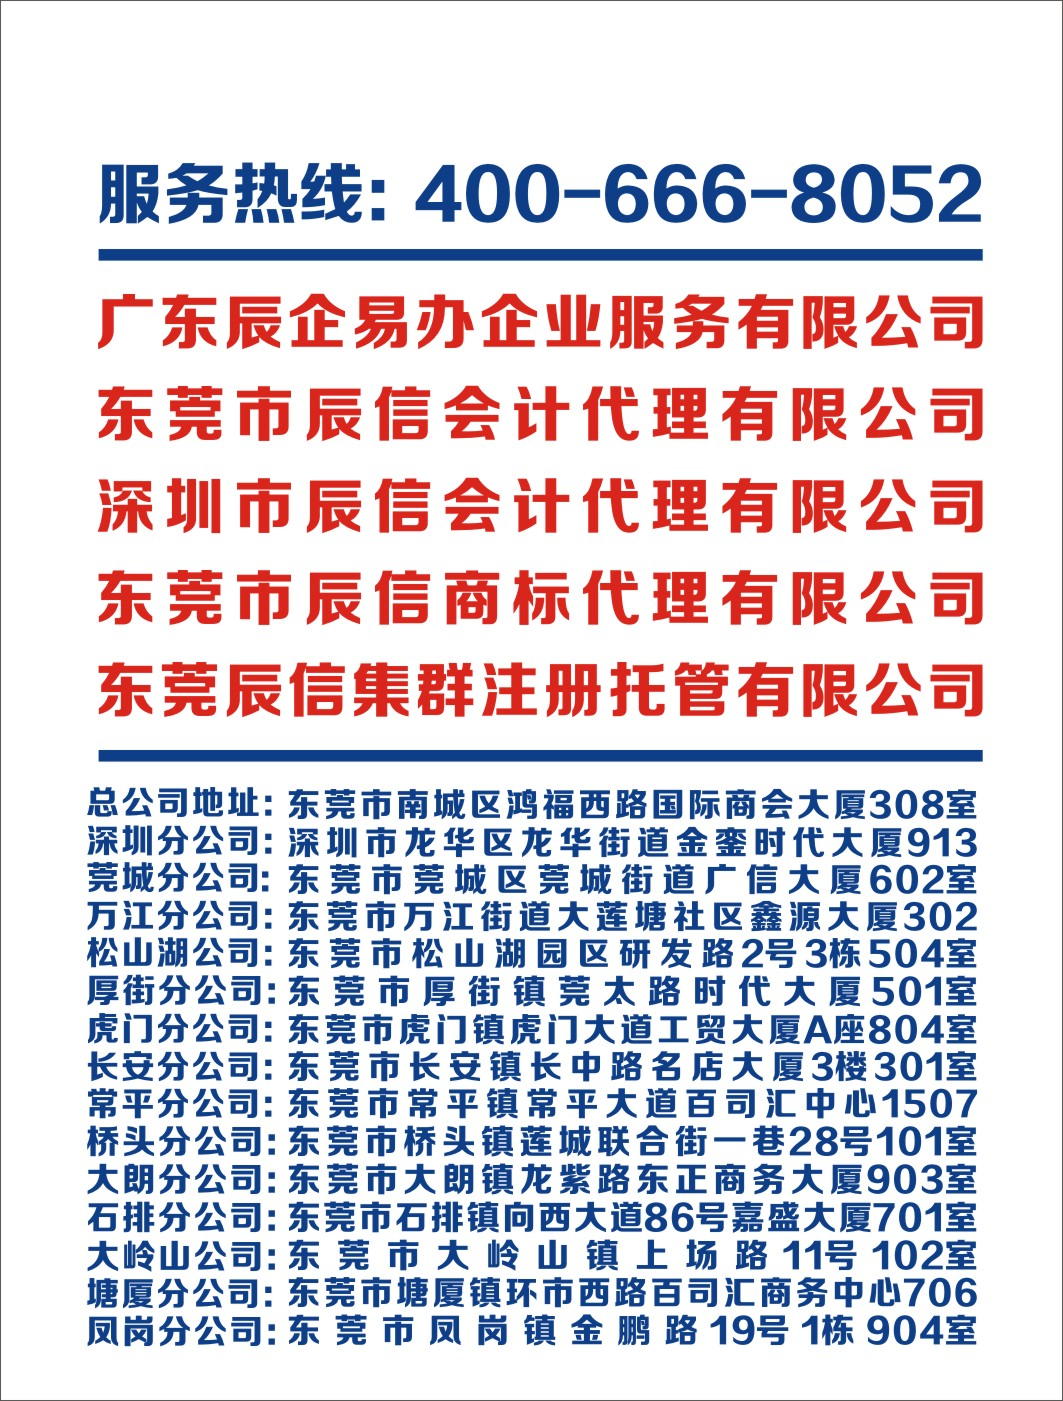 服务热线: 400-666-8052
广东辰企易办企业服务有限公司
东莞市辰信会计代理有限公司
深圳市辰信会计代理有限公司
东莞市辰信商标代理有限公司
东莞辰信集群注册托管有限公司
总公司地址: 东莞市南城区鸿福西路国际商会大厦308室
深圳分公司: 深圳市龙华区龙华街道金銮时代大厦913
莞城分公司: 东莞市莞城区莞城街道广信大厦602室
万江分公司: 东莞市万江街道大莲塘社区鑫源大厦302
松山湖公司: 东莞市松山湖园区研发路2号3栋504室
厚街分公司: 东莞市厚街镇莞太路时代大厦501室
虎门分公司: 东莞市虎门镇虎门大道工贸大厦A座804室
长安分公司: 东莞市长安镇长中路名店大厦3楼301室
常平分公司: 东莞市常平镇常平大道百司汇中心1507
桥头分公司: 东莞市桥头镇莲城联合街一巷28号101室
大朗分公司: 东莞市大朗镇龙紫路东正商务大厦903室
石排分公司: 东莞市石排镇向西大道86号嘉盛大厦701室
大岭山公司: 东莞市大岭山镇上场路11号102室
塘厦分公司: 东莞市塘厦镇环市西路百司汇商务中心706
凤岗分公司: 东莞市凤岗镇金鹏路19号1栋904室